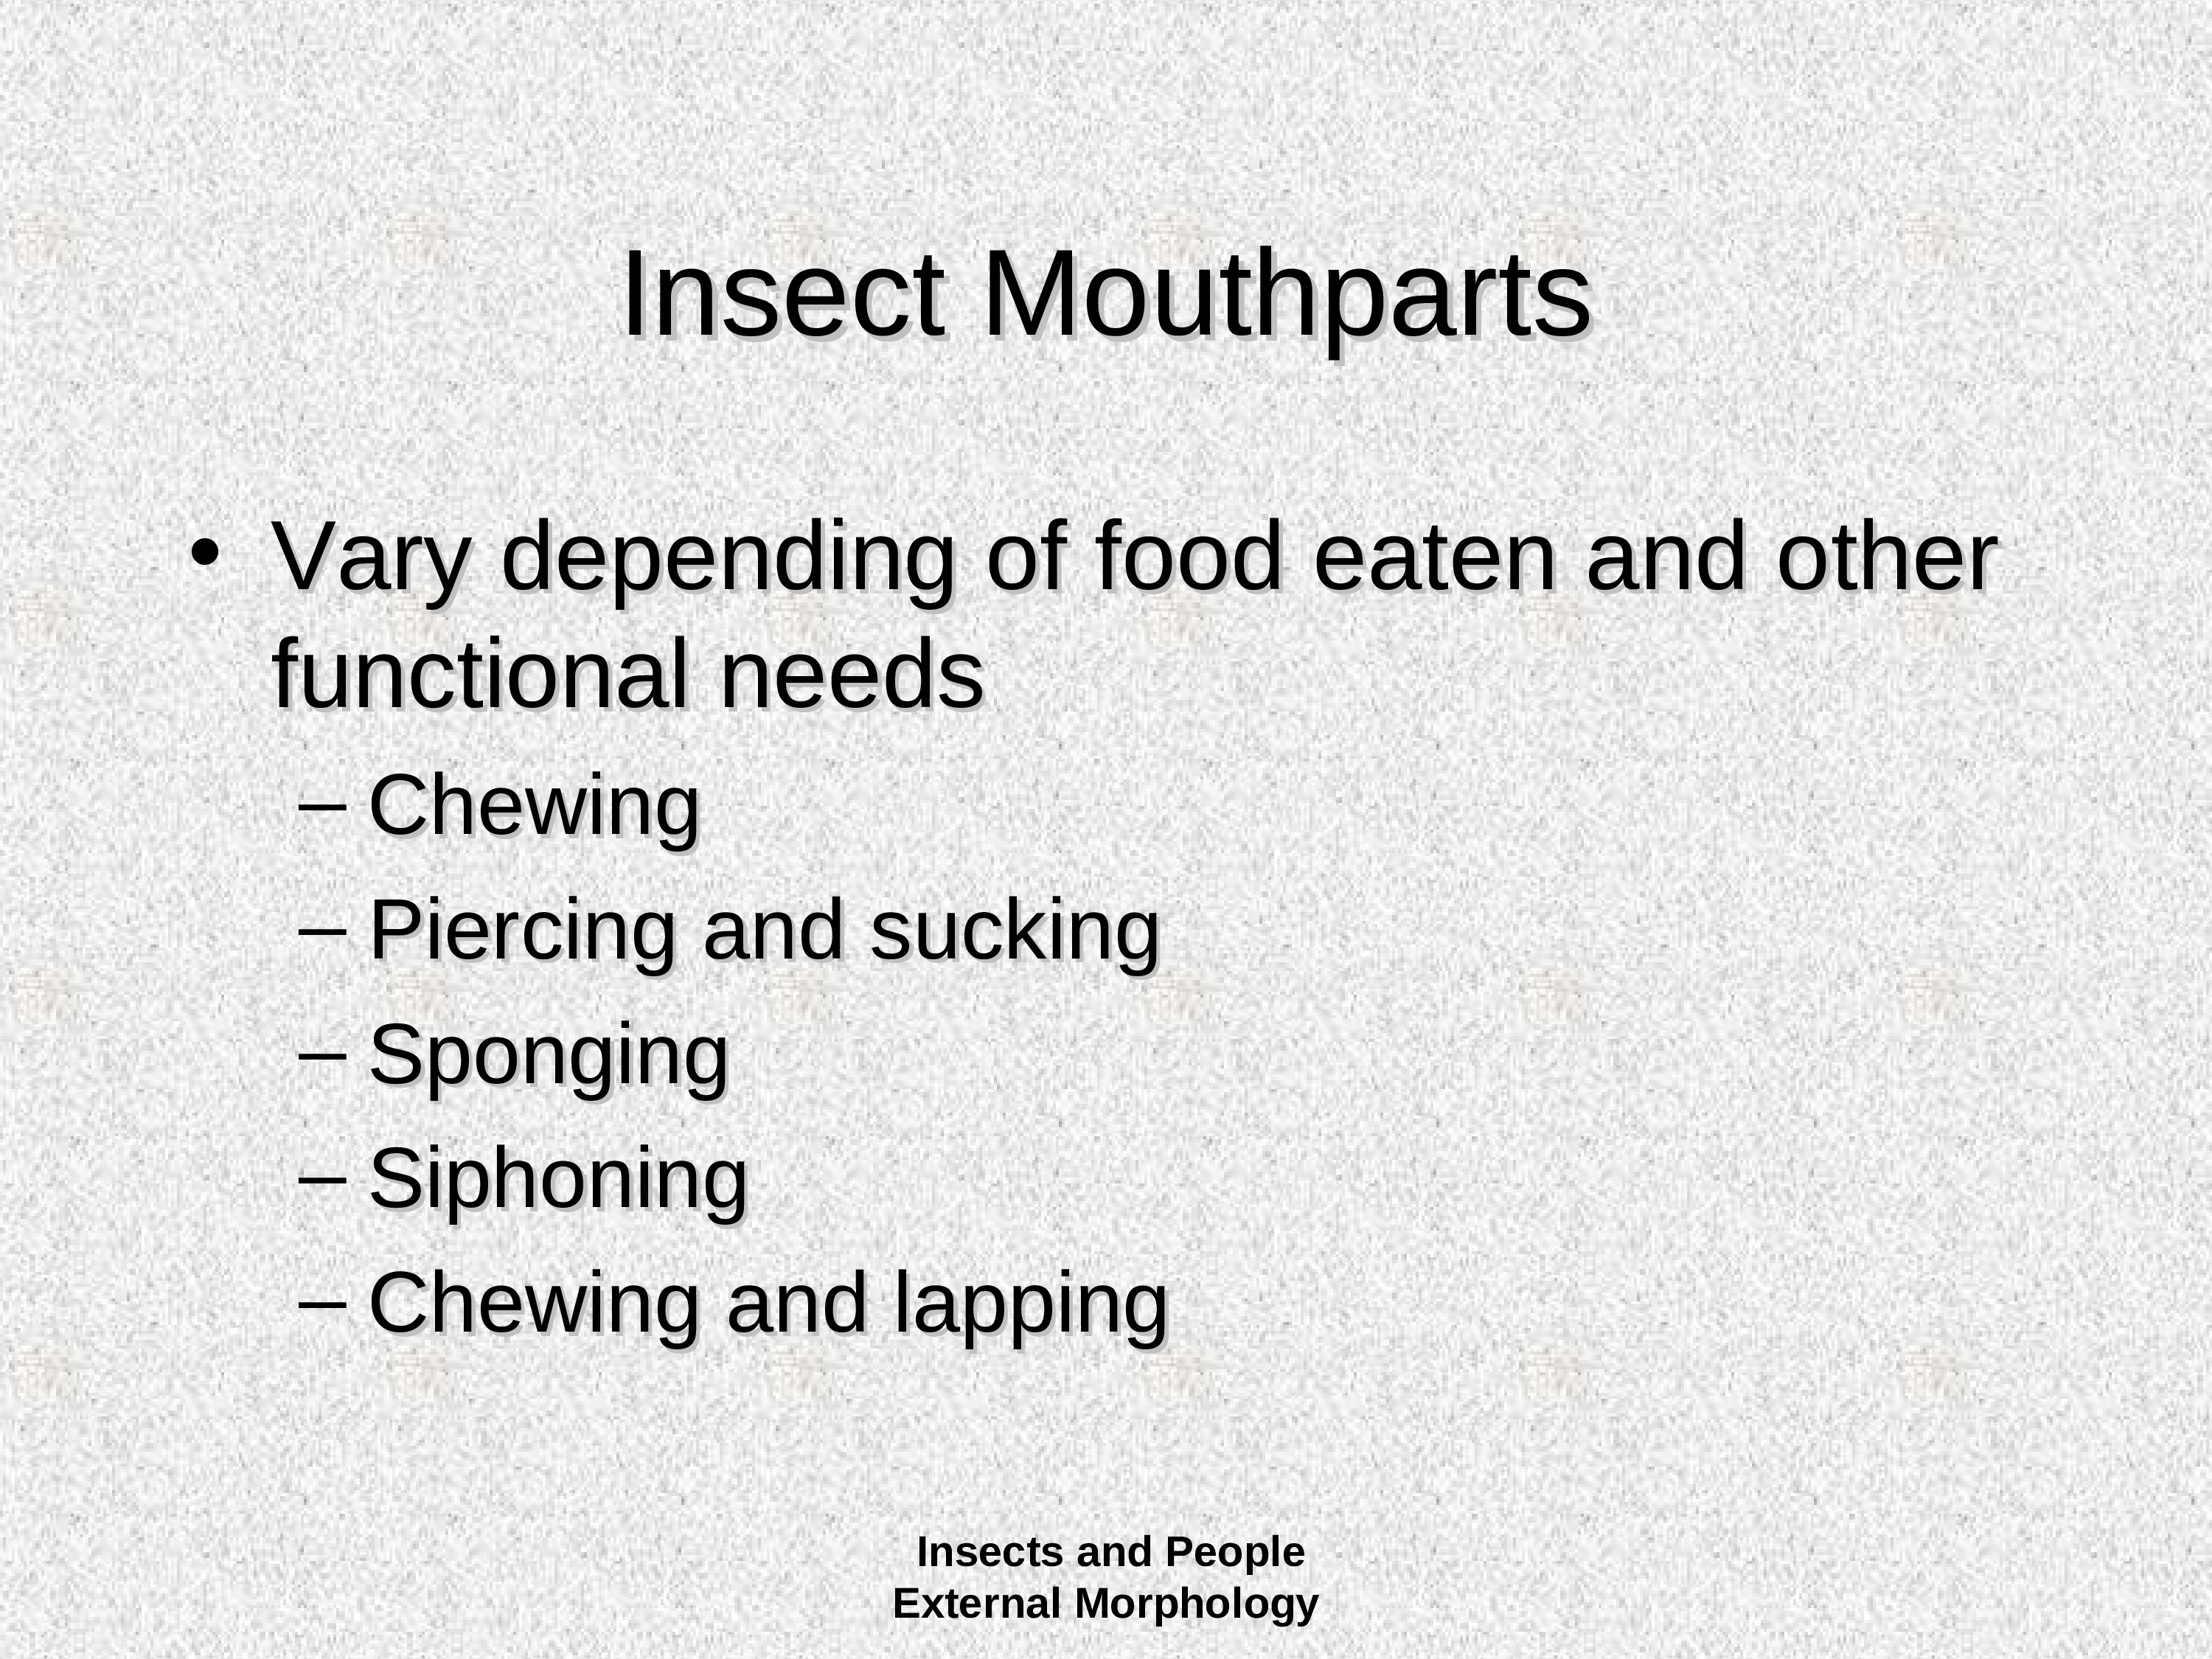 Insect Mouthparts
• Vary depending of food eaten and other
functional needs
– Chewing
– Piercing and sucking
– Sponging
– Siphoning
– Chewing and lapping
Insects and People
External Morphology